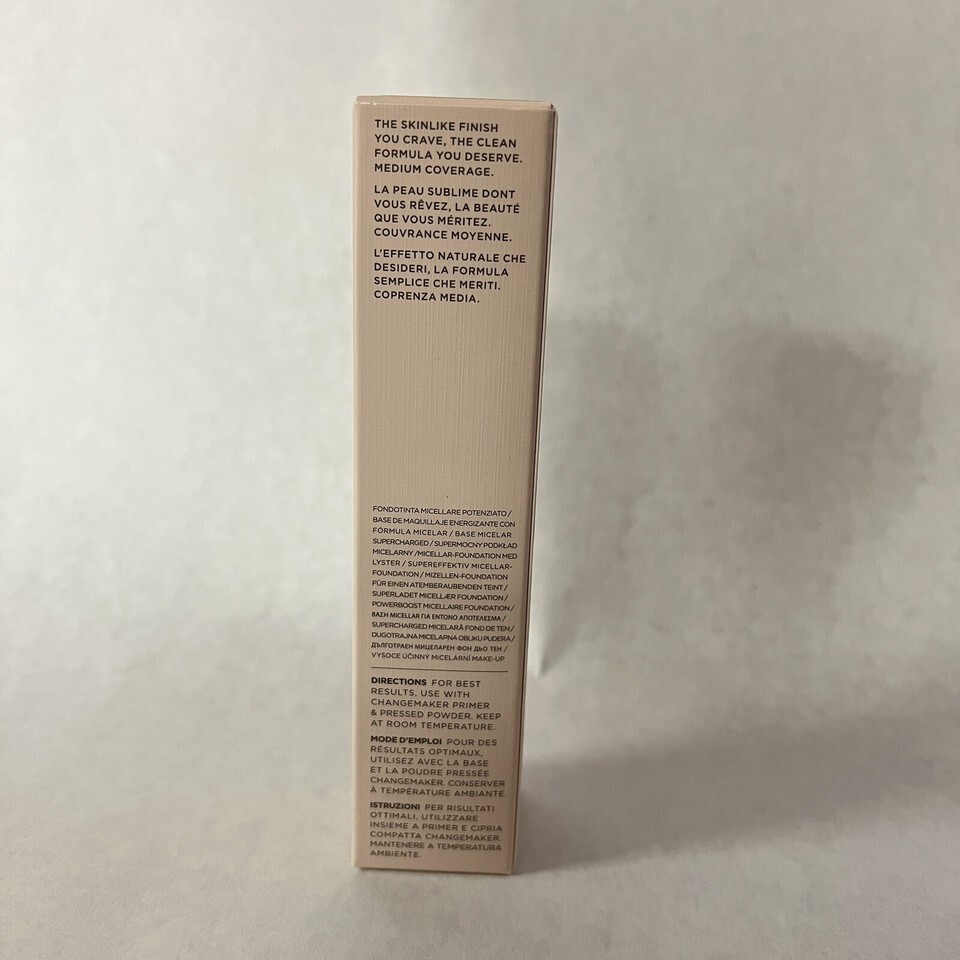 THE SKINLIKE FINISH
YOU CRAVE, THE CLEAN
FORMULA YOU DESERVE.
MEDIUM COVERAGE.
LA PEAU SUBLIME DONT
VOUS RÊVEZ, LA BEAUTÉ
QUE VOUS MÉRITEZ.
COUVRANCE MOYENNE.
L'EFFETTO NATURALE CHE
DESIDERI, LA FORMULA
SEMPLICE CHE MERITI.
COPRENZA MEDIA.
FONDOTINTA MICELLARE POTENZIATO /
BASE DE MAQUILLAJE ENERGIZANTE CON
FÓRMULA MICELAR / BASE MICELAR
SUPERCHARGED / SUPERMOCNY PODKŁAD
MICELARNY /MICELLAR-FOUNDATION MED
LYSTER / SUPEREFFEKTIV MICELLAR-
FOUNDATION / MIZELLEN-FOUNDATION
FÜR EINEN ATEMBERAUBENDEN TEINT /
SUPERLADET MICELLÆR FOUNDATION /
POWERBOOST MICELLAIRE FOUNDATION /
ΒΑΣΗ MICELLAR ΓΙΑ ΕΝΤΟΝΟ ΑΠΟΤΕΛΕΣΜΑ /
SUPERCHARGED MICELARĂ FOND DE TEN /
DUGOTRAJNA MICELAPNA OBLIKU PUDERA /
ДЪЛГОТРАЕН МИЦЕЛАРЕН ФОН ДЬО ТЕН /
VYSOCE ÚČINNÝ MICELÁRNÍ MAKE-UP
DIRECTIONS FOR BEST
RESULTS, USE WITH
CHANGEMAKER PRIMER
& PRESSED POWDER. KEEP
AT ROOM TEMPERATURE.
MODE D'EMPLOI POUR DES
RÉSULTATS OPTIMAUX,
UTILISEZ AVEC LA BASE
ET LA POUDRE PRESSÉE
CHANGEMAKER. CONSERVER
À TEMPÉRATURE AMBIANTE.
ISTRUZIONI PER RISULTATI
OTTIMALI, UTILIZZARE
INSIEME A PRIMER E CIPRIA
COMPATTA CHANGEMAKER.
MANTENERE A TEMPERATURA
AMBIENTE.